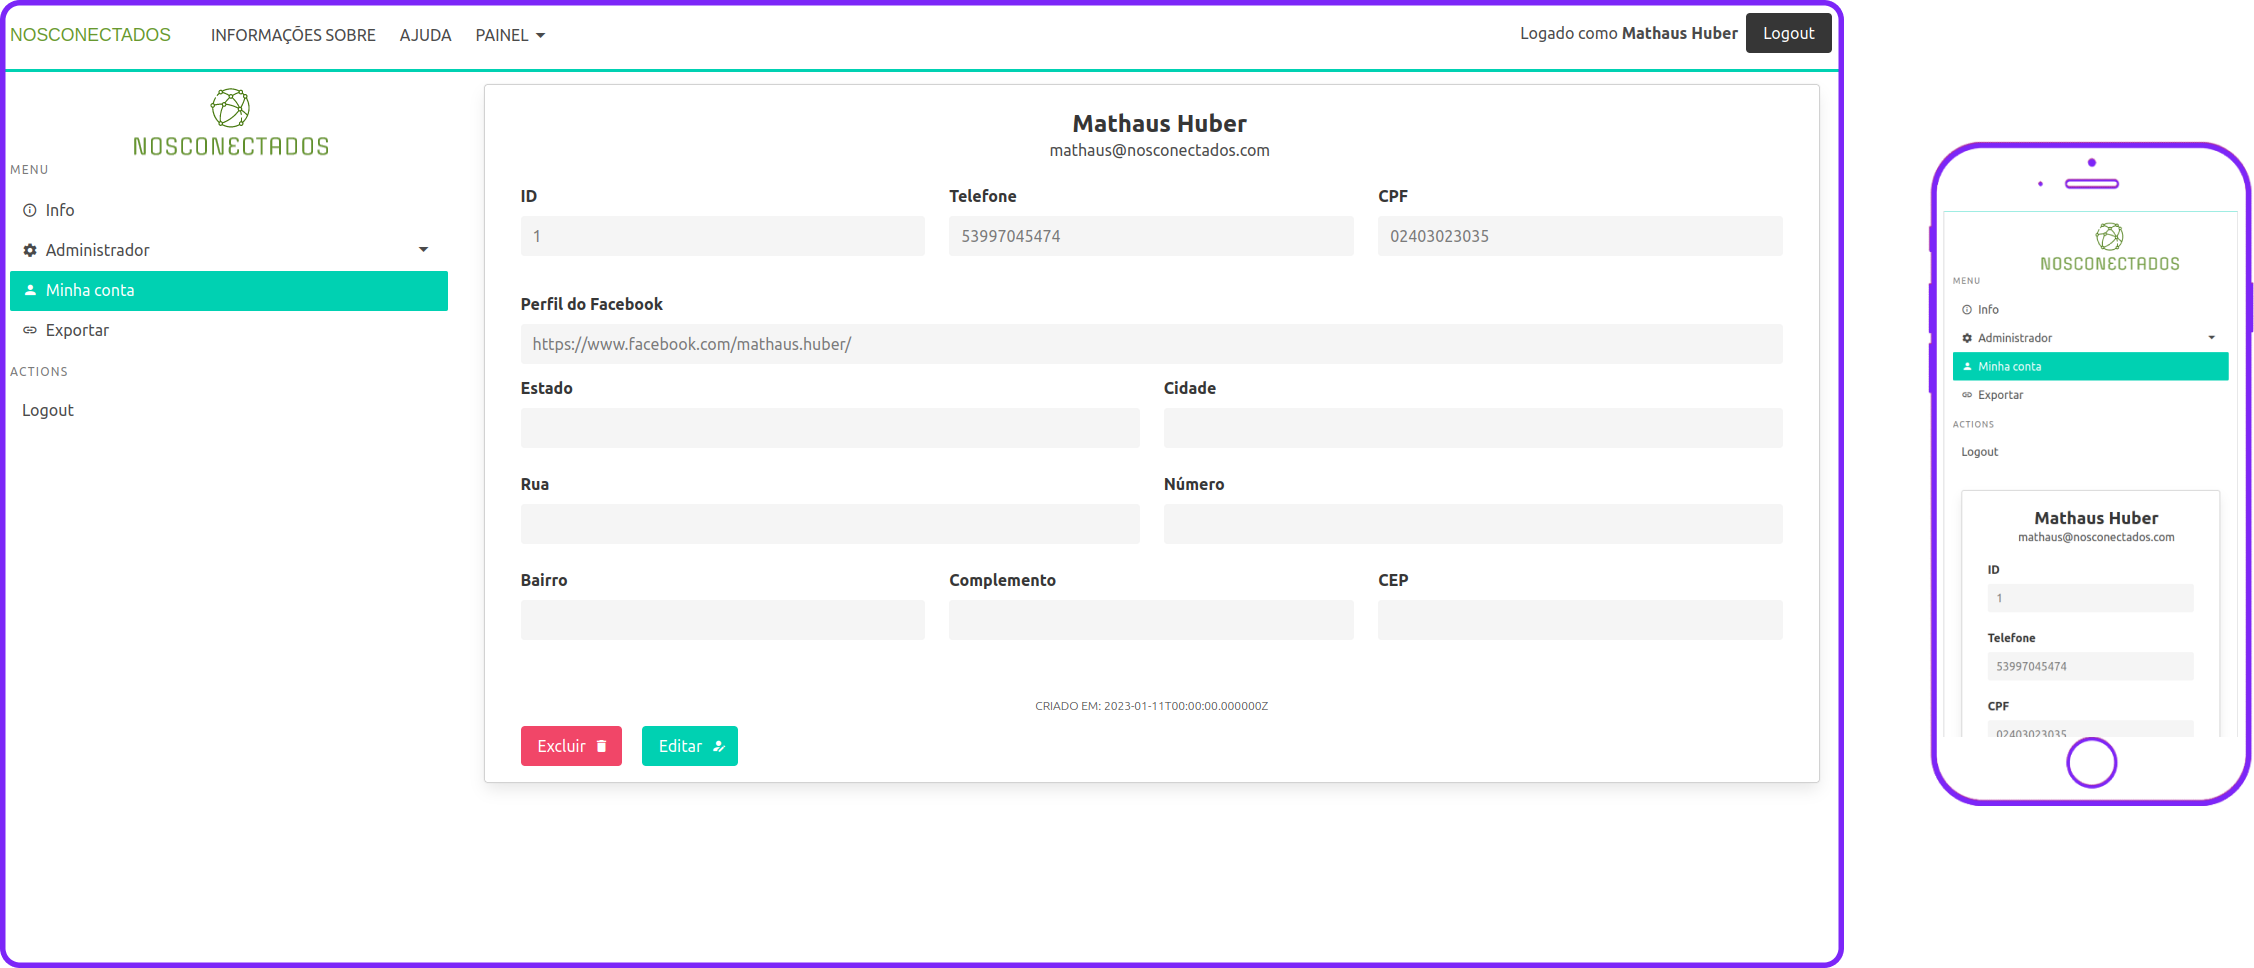 NOSCONECTADOS INFORMAÇÕES SOBRE AJUDA PAINEL Logado como Mathaus Huber Logout
NOSCONECTADOS
MENU
Info
Administrador
Minha conta
Exportar
ACTIONS
Logout
Mathaus Huber
mathaus@nosconectados.com
ID Telefone CPF
1 53997045474 02403023035
Perfil do Facebook
https://www.facebook.com/mathaus.huber/
Estado Cidade
Rua Número
Bairro Complemento CEP
CRIADO EM: 2023-01-11T00:00:00.000000Z
Excluir Editar
NOSCONECTADOS
MENU
Info
Administrador
Minha conta
Exportar
ACTIONS
Logout
Mathaus Huber
mathaus@nosconectados.com
ID
1
Telefone
53997045474
CPF
02403023035